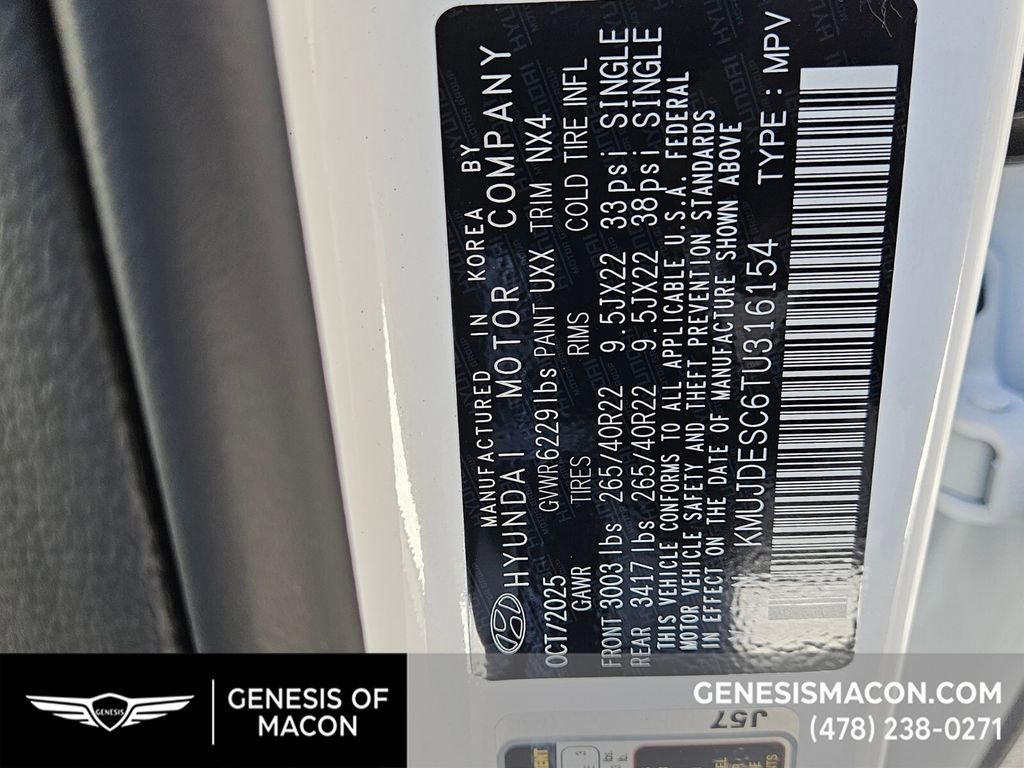 MANUFACTURED IN KOREA BY
HYUNDAI MOTOR COMPANY
OCT/2025 GVWR6229lbs PAINT UXX TRIM NX4
GAWR TIRES RIMS COLD TIRE INFL
FRONT 3003lbs 265/40R22 9.5JX22 33psi SINGLE
REAR 3417lbs 265/40R22 9.5JX22 38psi SINGLE
THIS VEHICLE CONFORMS TO ALL APPLICABLE U.S.A. FEDERAL
MOTOR VEHICLE SAFETY AND THEFT PREVENTION STANDARDS
IN EFFECT ON THE DATE OF MANUFACTURE SHOWN ABOVE
VIN KMUJDESC6TU316154 TYPE : MPV
J57
GENESIS
GENESIS OF
MACON
GENESISMACON.COM
(478) 238-0271